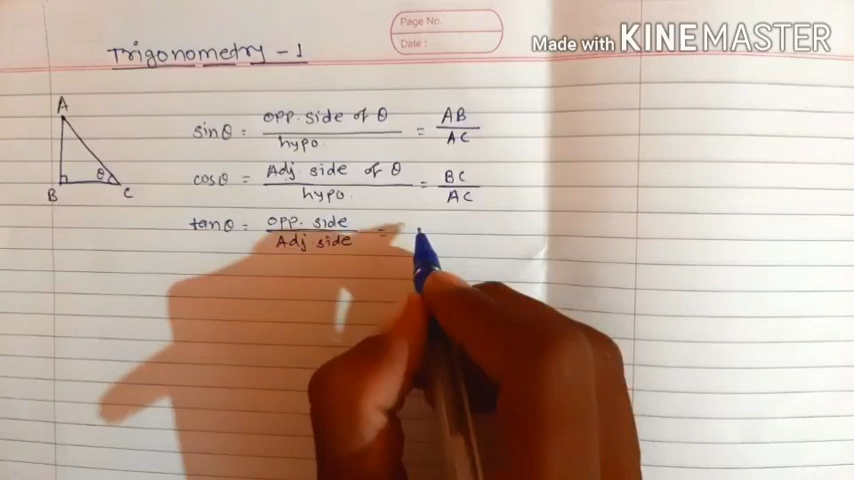 Page No.
Date :
Made with KINEMASTER
Trigonometry - 1
A
B
C
θ
sinθ = opp. side of θ / hypo. = AB / AC
cosθ = Adj. side of θ / hypo. = BC / AC
tanθ = opp. side / Adj. side =